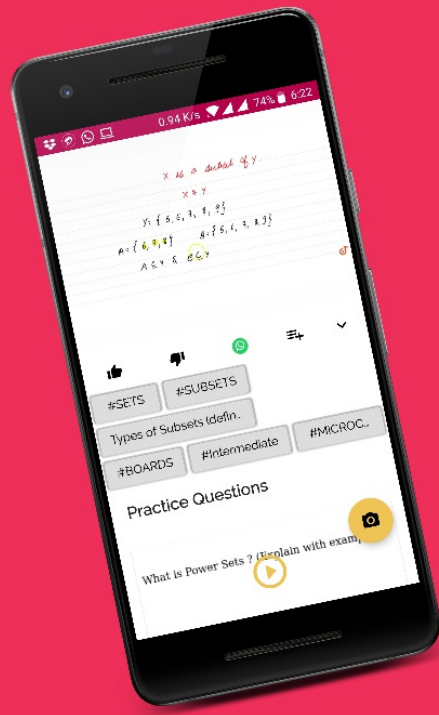 0.94 K/s 74% 6:22
x is a subset of y
x ≠ y
y = { 5, 6, 7, 8, 9}
A = { 6, 7, 8} B = { 5, 6, 7, 8, 9}
A ⊆ y & B ⊆ y
#SETS #SUBSETS
Types of Subsets (defin..
#BOARDS #Intermediate #MICROC..
Practice Questions
What is Power Sets ? (Explain with exam